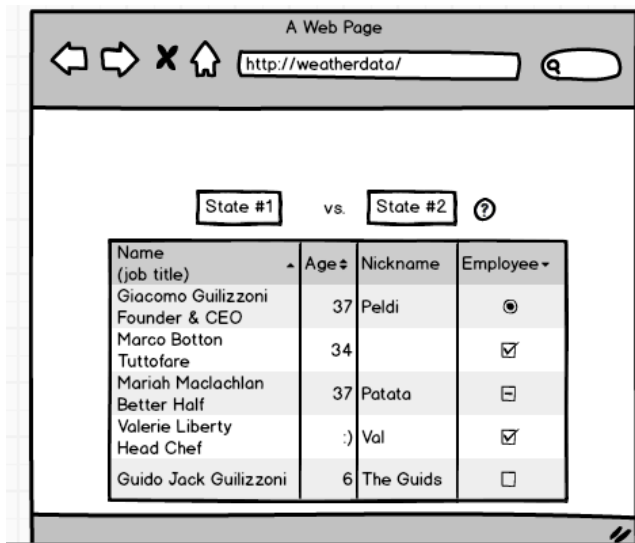 A Web Page
http://weatherdata/
State #1 vs. State #2 ?
Name
(job title) Age Nickname Employee
Giacomo Guilizzoni
Founder & CEO 37 Peldi
Marco Botton
Tuttofare 34
Mariah Maclachlan
Better Half 37 Patata
Valerie Liberty
Head Chef :) Val
Guido Jack Guilizzoni 6 The Guids